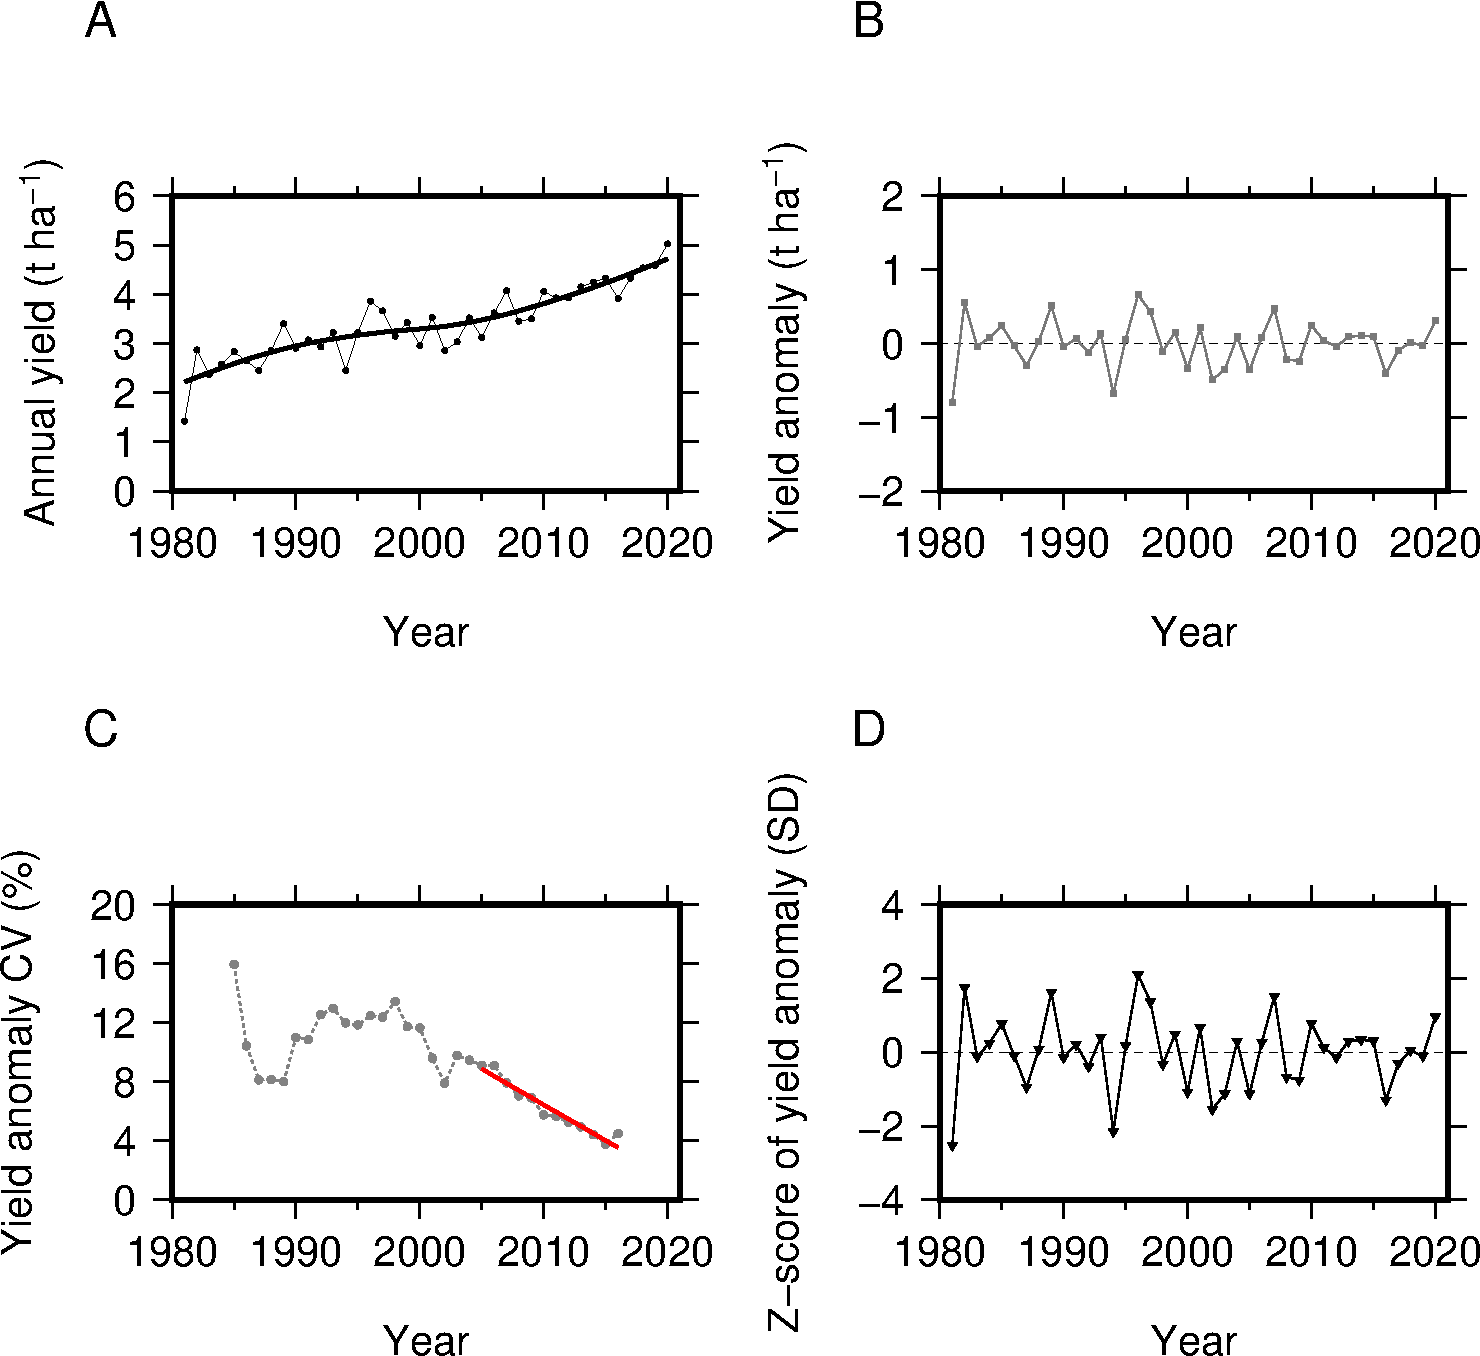 A
Annual yield (t ha−1)
6
5
4
3
2
1
0
1980 1990 2000 2010 2020
Year
B
Yield anomaly (t ha−1)
2
1
0
−1
−2
1980 1990 2000 2010 2020
Year
C
Yield anomaly CV (%)
20
16
12
8
4
0
1980 1990 2000 2010 2020
Year
D
Z−score of yield anomaly (SD)
4
2
0
−2
−4
1980 1990 2000 2010 2020
Year